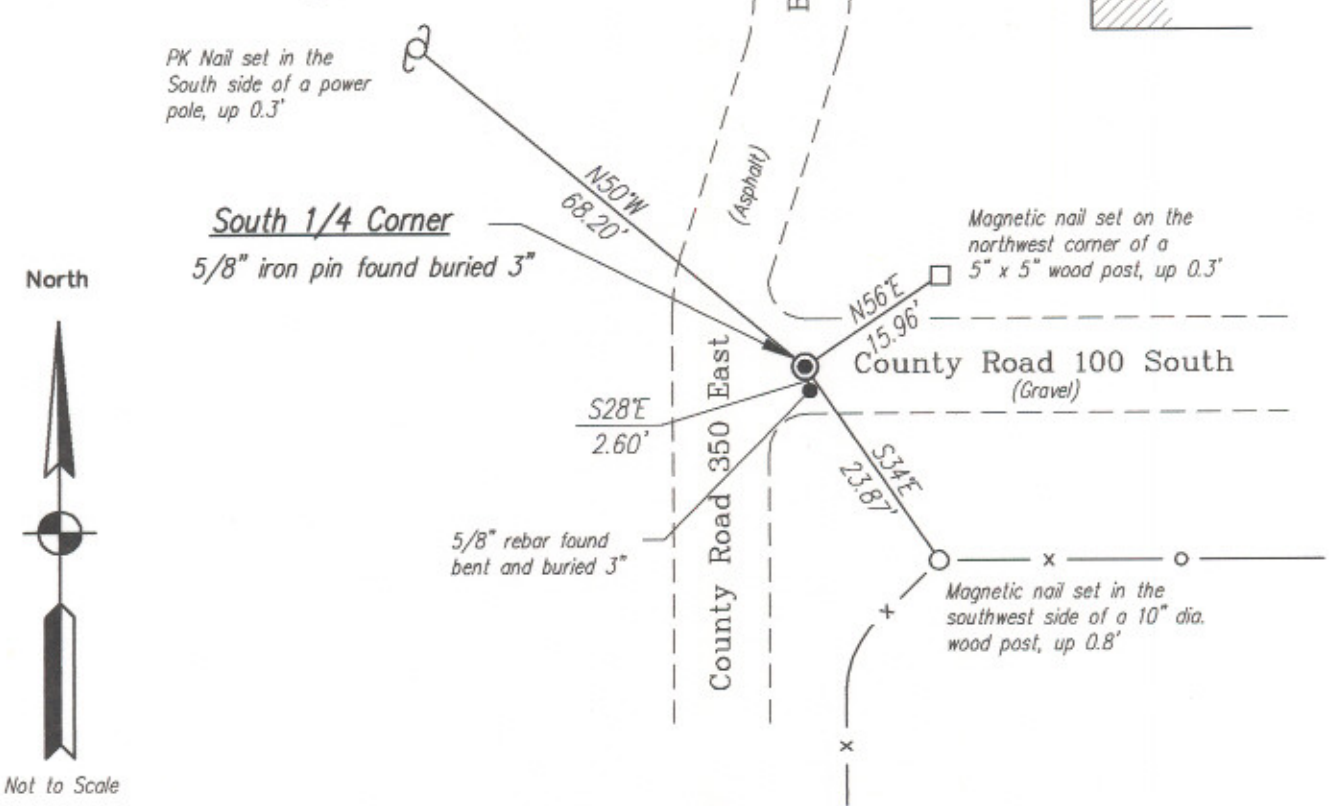 PK Nail set in the
South side of a power
pole, up 0.3'
N50°W
68.20'
(Asphalt)
South 1/4 Corner
5/8" iron pin found buried 3"
Magnetic nail set on the
northwest corner of a
5" x 5" wood post, up 0.3'
North
N56°E
15.96'
County Road 100 South
(Gravel)
S28°E
2.60'
County Road 350 East
S34°E
23.87'
5/8" rebar found
bent and buried 3"
x
x
x
Magnetic nail set in the
southwest side of a 10" dia.
wood post, up 0.8'
Not to Scale